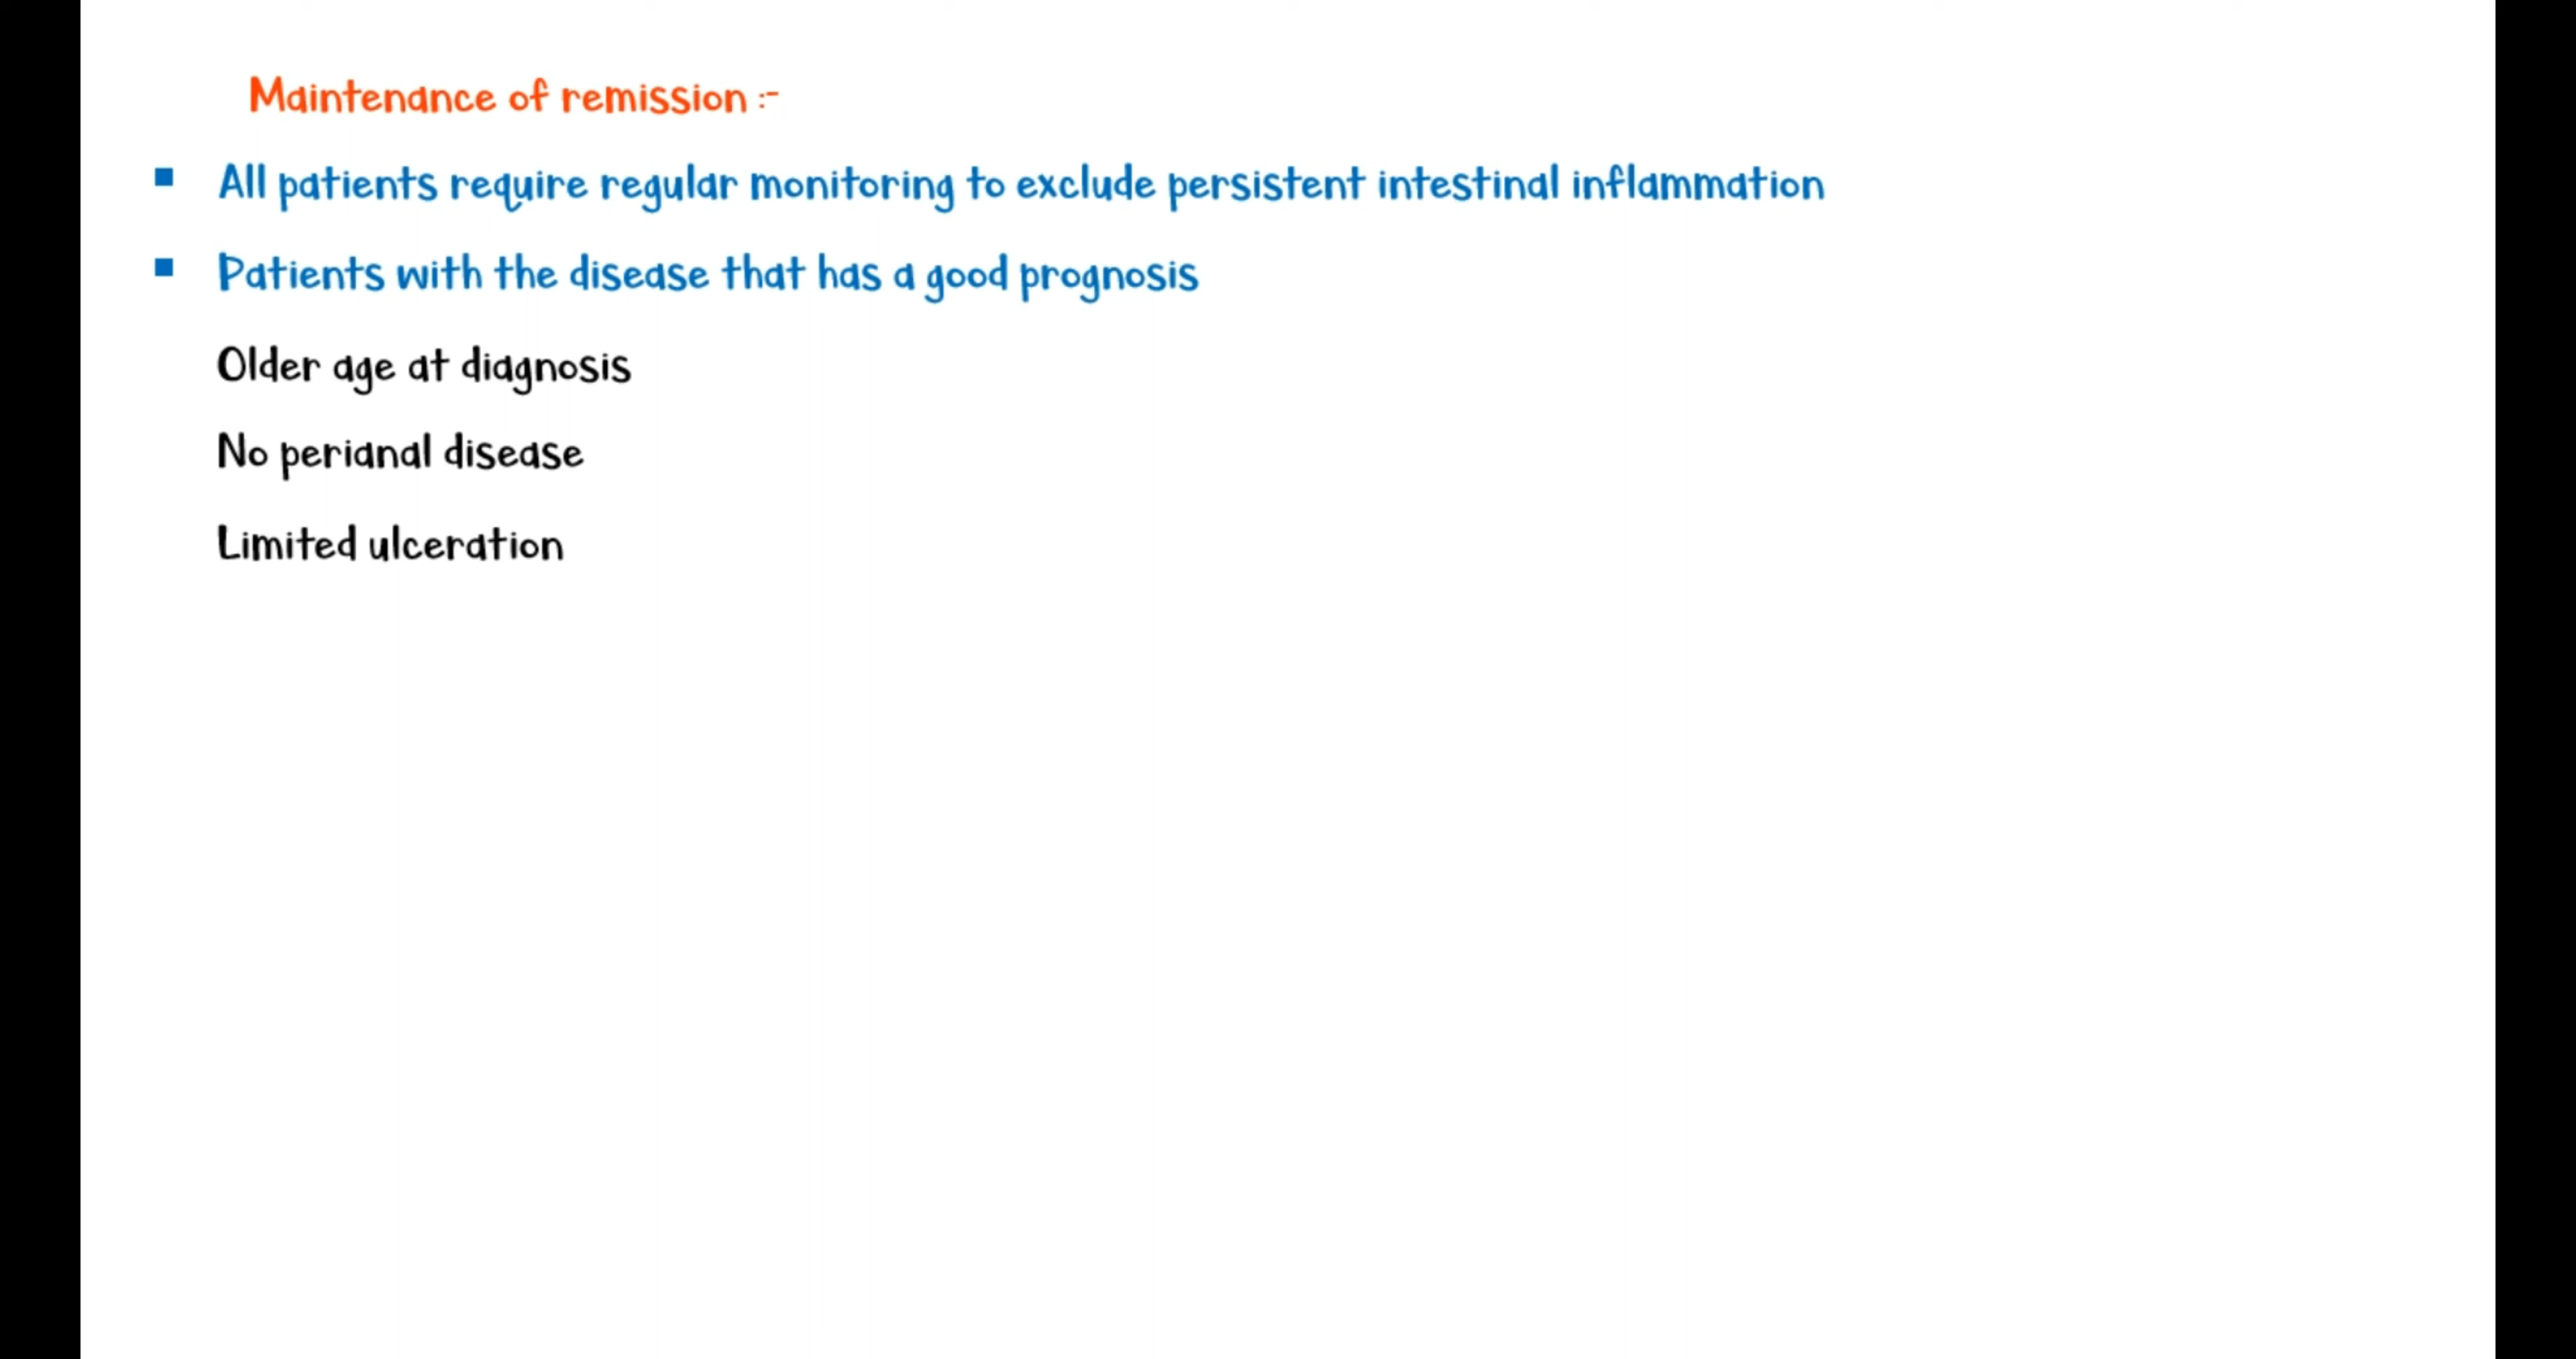 Maintenance of remission :-
▪ All patients require regular monitoring to exclude persistent intestinal inflammation
▪ Patients with the disease that has a good prognosis
Older age at diagnosis
No perianal disease
Limited ulceration